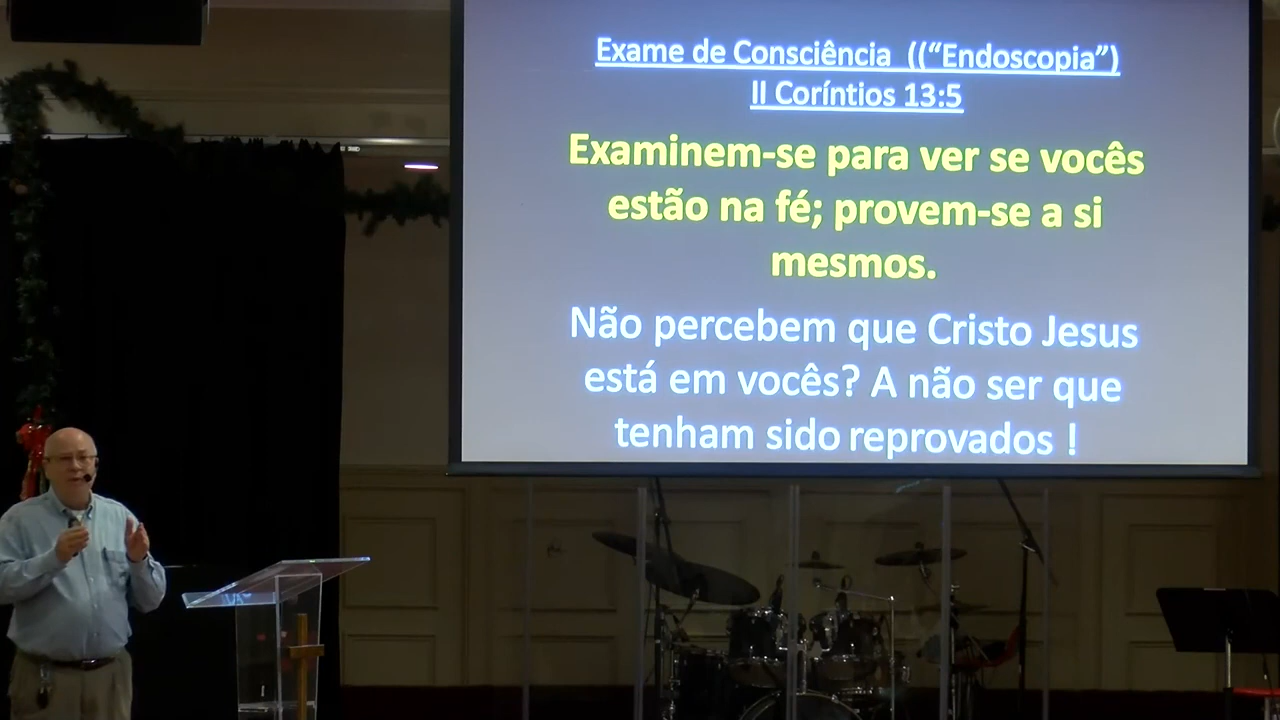 Exame de Consciência ((“Endoscopia”)
II Coríntios 13:5
Examinem-se para ver se vocês
estão na fé; provem-se a si
mesmos.
Não percebem que Cristo Jesus
está em vocês? A não ser que
tenham sido reprovados !